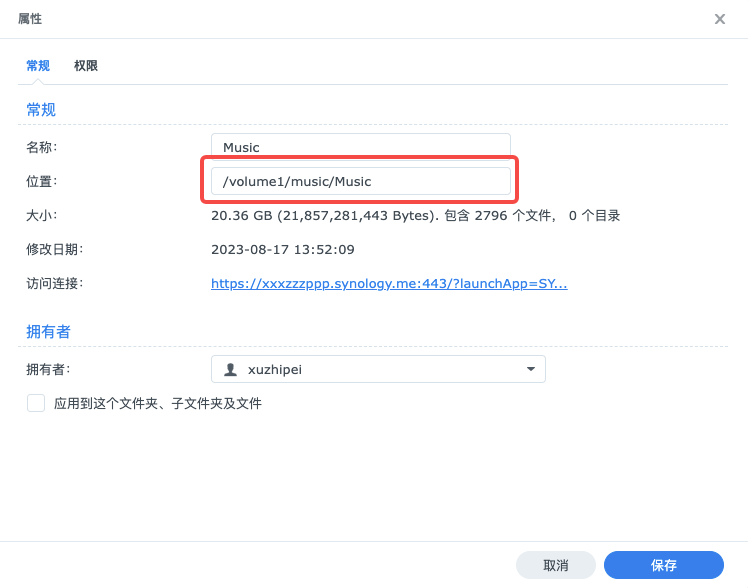 属性
常规 权限
常规
名称: Music
位置: /volume1/music/Music
大小: 20.36 GB (21,857,281,443 Bytes). 包含 2796 个文件， 0 个目录
修改日期: 2023-08-17 13:52:09
访问连接: https://xxxzzzppp.synology.me:443/?launchApp=SY...
拥有者
拥有者: xuzhipei
应用到这个文件夹、子文件夹及文件
取消 保存